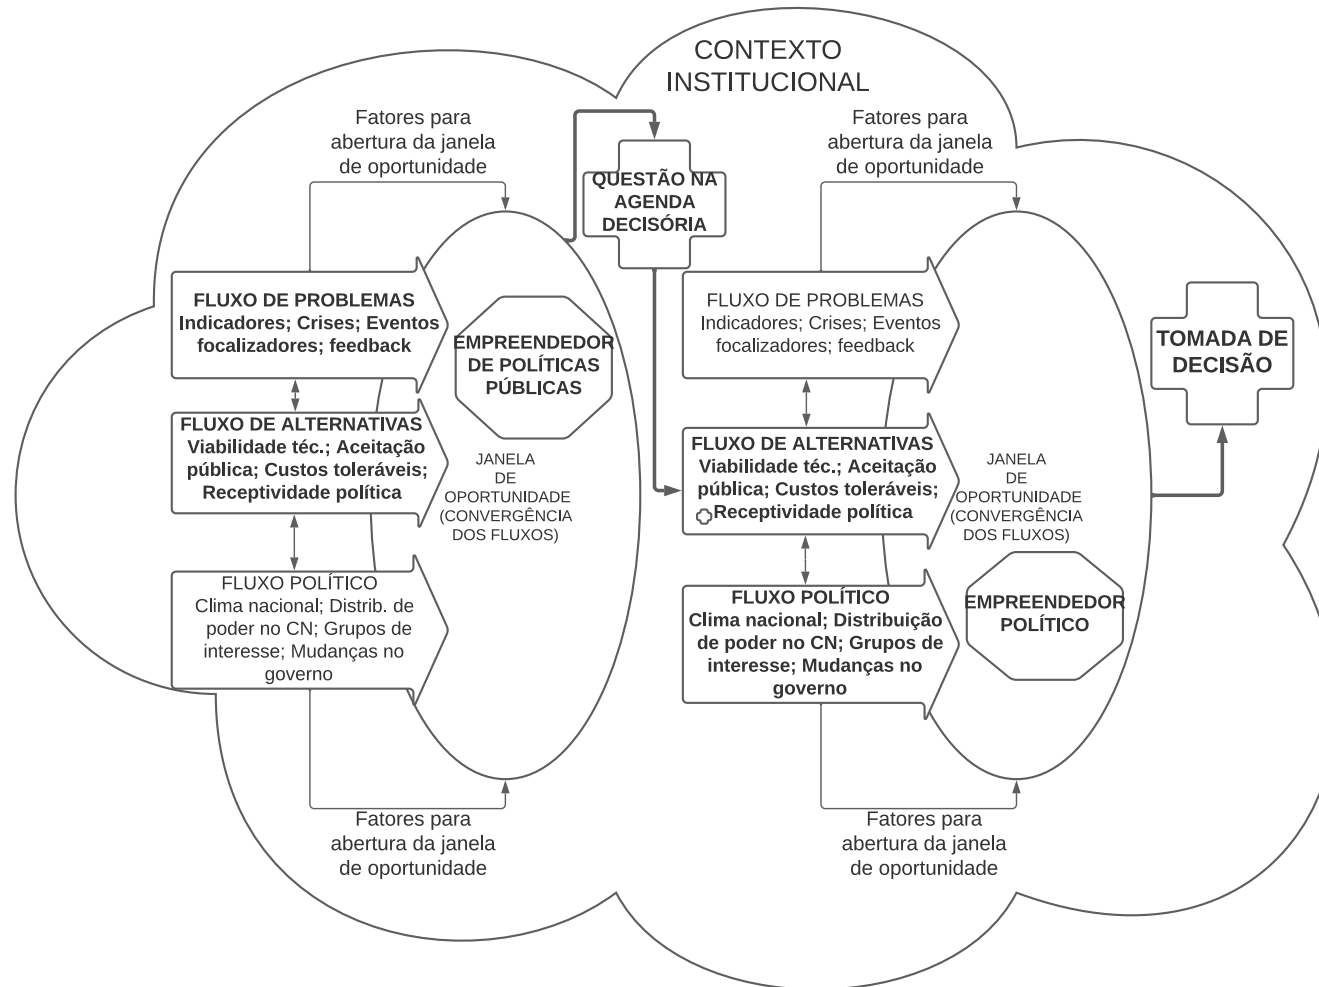 CONTEXTO
INSTITUCIONAL
Fatores para
abertura da janela
de oportunidade
QUESTÃO NA
AGENDA
DECISÓRIA
FLUXO DE PROBLEMAS
Indicadores; Crises; Eventos
focalizadores; feedback
EMPREENDEDOR
DE POLÍTICAS
PÚBLICAS
FLUXO DE ALTERNATIVAS
Viabilidade téc.; Aceitação
pública; Custos toleráveis;
Receptividade política
JANELA
DE
OPORTUNIDADE
(CONVERGÊNCIA
DOS FLUXOS)
FLUXO POLÍTICO
Clima nacional; Distrib. de
poder no CN; Grupos de
interesse; Mudanças no
governo
Fatores para
abertura da janela
de oportunidade
Fatores para
abertura da janela
de oportunidade
FLUXO DE PROBLEMAS
Indicadores; Crises; Eventos
focalizadores; feedback
FLUXO DE ALTERNATIVAS
Viabilidade téc.; Aceitação
pública; Custos toleráveis;
Receptividade política
JANELA
DE
OPORTUNIDADE
(CONVERGÊNCIA
DOS FLUXOS)
FLUXO POLÍTICO
Clima nacional; Distribuição
de poder no CN; Grupos de
interesse; Mudanças no
governo
EMPREENDEDOR
POLÍTICO
Fatores para
abertura da janela
de oportunidade
TOMADA DE
DECISÃO